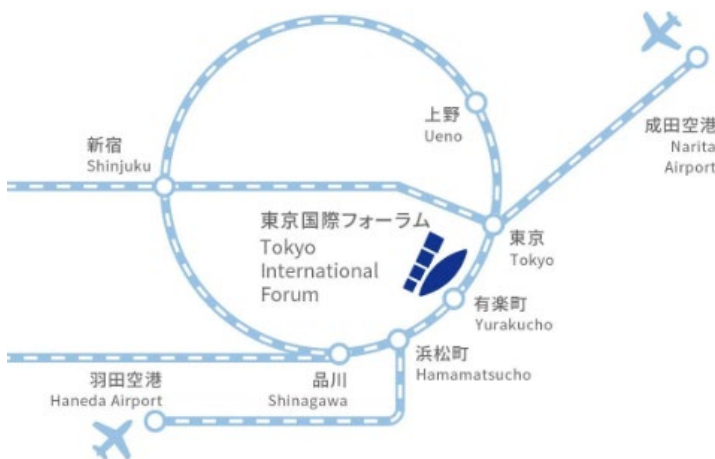 上野
Ueno
成田空港
Narita
Airport
新宿
Shinjuku
東京国際フォーラム
Tokyo
International
Forum
東京
Tokyo
有楽町
Yurakucho
浜松町
Hamamatsucho
羽田空港
Haneda Airport
品川
Shinagawa